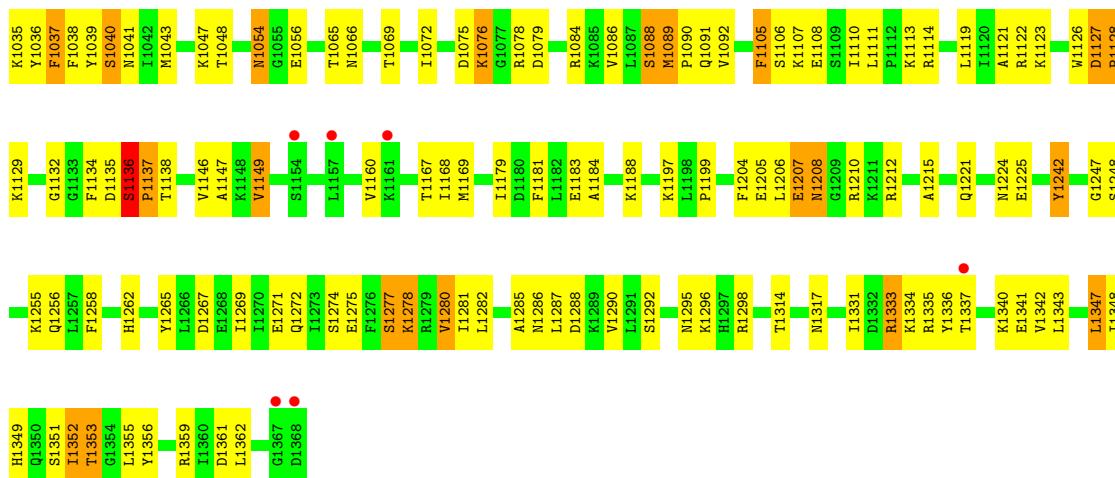 K1035 Y1036 F1037 F1038 Y1039 S1040 N1041 I1042 M1043 K1047 T1048 N1054 G1055 E1056 T1065 N1066 T1069 I1072 D1075 K1076 G1077 R1078 D1079 R1084 K1085 V1086 L1087 S1088 M1089 P1090 Q1091 V1092 F1105 S1106 K1107 E1108 S1109 I1110 L1111 P1112 K1113 R1114 L1119 I1120 A1121 R1122 K1123 W1126 D1127 R1128
K1129 G1132 G1133 F1134 D1135 S1136 P1137 T1138 V1146 A1147 K1148 V1149 S1154 L1157 V1160 K1161 T1167 I1168 M1169 I1179 D1180 F1181 L1182 E1183 A1184 K1188 K1197 L1198 P1199 F1204 E1205 L1206 E1207 N1208 G1209 R1210 K1211 R1212 A1215 Q1221 N1224 E1225 Y1242 G1247 S1248
K1255 Q1256 L1257 F1258 H1262 Y1265 L1266 D1267 E1268 I1269 I1270 E1271 Q1272 I1273 S1274 E1275 F1276 S1277 K1278 R1279 V1280 I1281 L1282 A1285 N1286 L1287 D1288 K1289 V1290 L1291 S1292 N1295 K1296 H1297 R1298 T1314 N1317 I1331 D1332 R1333 K1334 R1335 Y1336 T1337 K1340 E1341 V1342 L1343 L1347 I1348
H1349 Q1350 S1351 I1352 T1353 G1354 L1355 Y1356 R1359 I1360 D1361 L1362 G1367 D1368